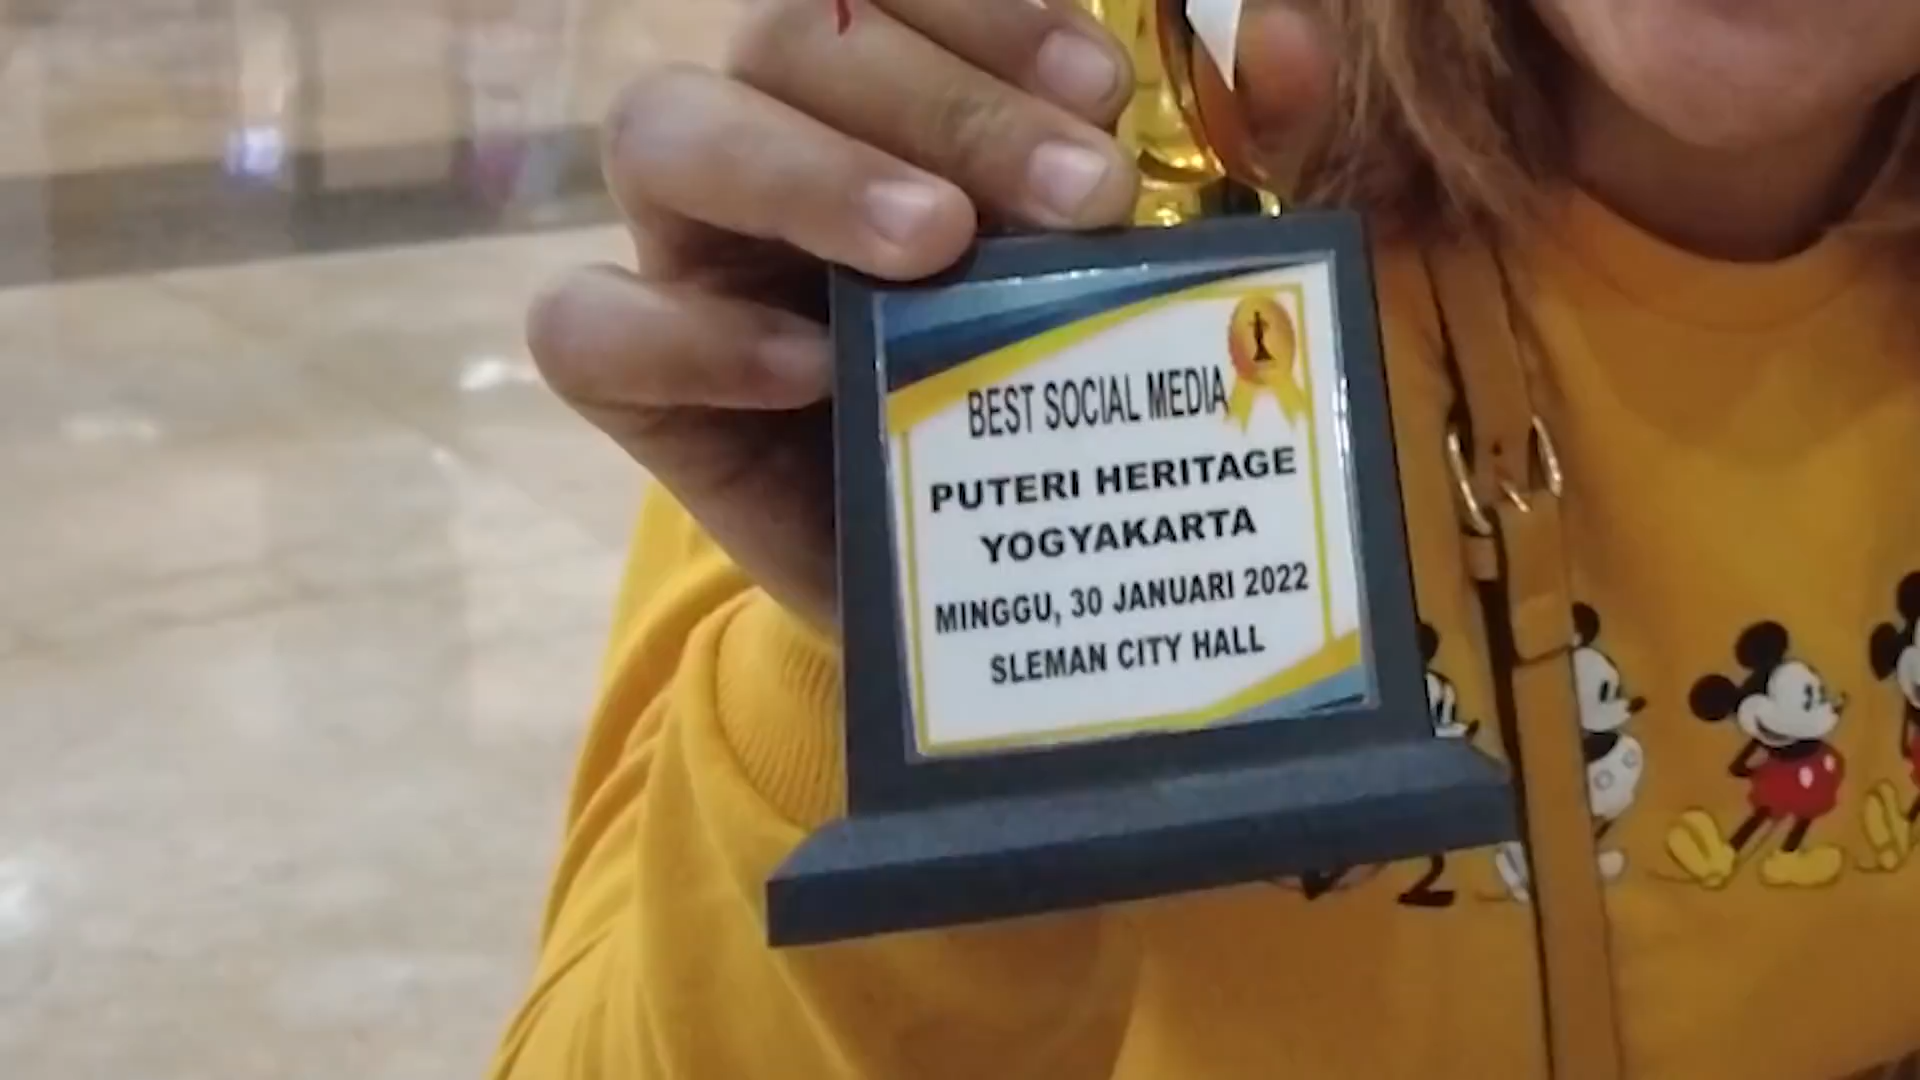 BEST SOCIAL MEDIA
PUTERI HERITAGE
YOGYAKARTA
MINGGU, 30 JANUARI 2022
SLEMAN CITY HALL